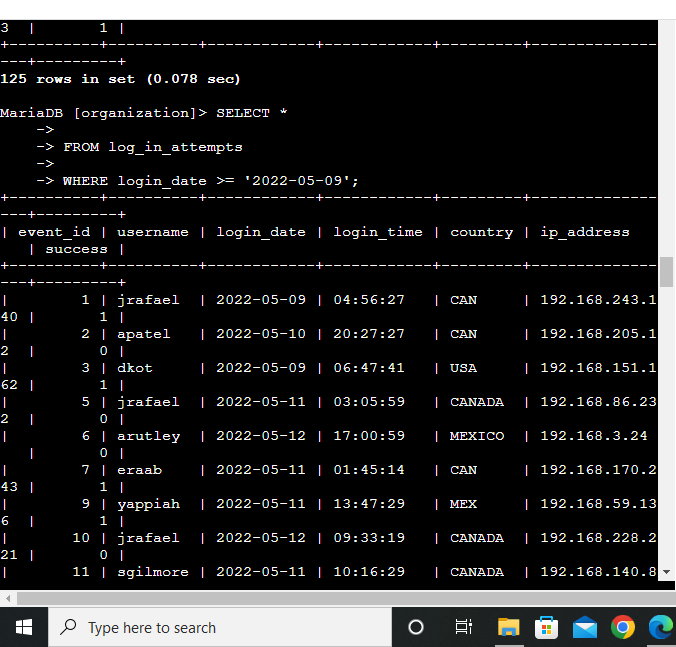 3  |       1 |
+----------+----------+------------+------------+---------+--------------
---+---------+
125 rows in set (0.078 sec)
MariaDB [organization]> SELECT *
    ->
    -> FROM log_in_attempts
    ->
    -> WHERE login_date >= '2022-05-09';
+----------+----------+------------+------------+---------+--------------
---+---------+
| event_id | username | login_date | login_time | country | ip_address
   | success |
+----------+----------+------------+------------+---------+--------------
---+---------+
|        1 | jrafael  | 2022-05-09 | 04:56:27   | CAN     | 192.168.243.1
40 |       1 |
|        2 | apatel   | 2022-05-10 | 20:27:27   | CAN     | 192.168.205.1
2  |       0 |
|        3 | dkot     | 2022-05-09 | 06:47:41   | USA     | 192.168.151.1
62 |       1 |
|        5 | jrafael  | 2022-05-11 | 03:05:59   | CANADA  | 192.168.86.23
2  |       0 |
|        6 | arutley  | 2022-05-12 | 17:00:59   | MEXICO  | 192.168.3.24
   |       0 |
|        7 | eraab    | 2022-05-11 | 01:45:14   | CAN     | 192.168.170.2
43 |       1 |
|        9 | yappiah  | 2022-05-11 | 13:47:29   | MEX     | 192.168.59.13
6  |       1 |
|       10 | jrafael  | 2022-05-12 | 09:33:19   | CANADA  | 192.168.228.2
21 |       0 |
|       11 | sgilmore | 2022-05-11 | 10:16:29   | CANADA  | 192.168.140.8
Type here to search